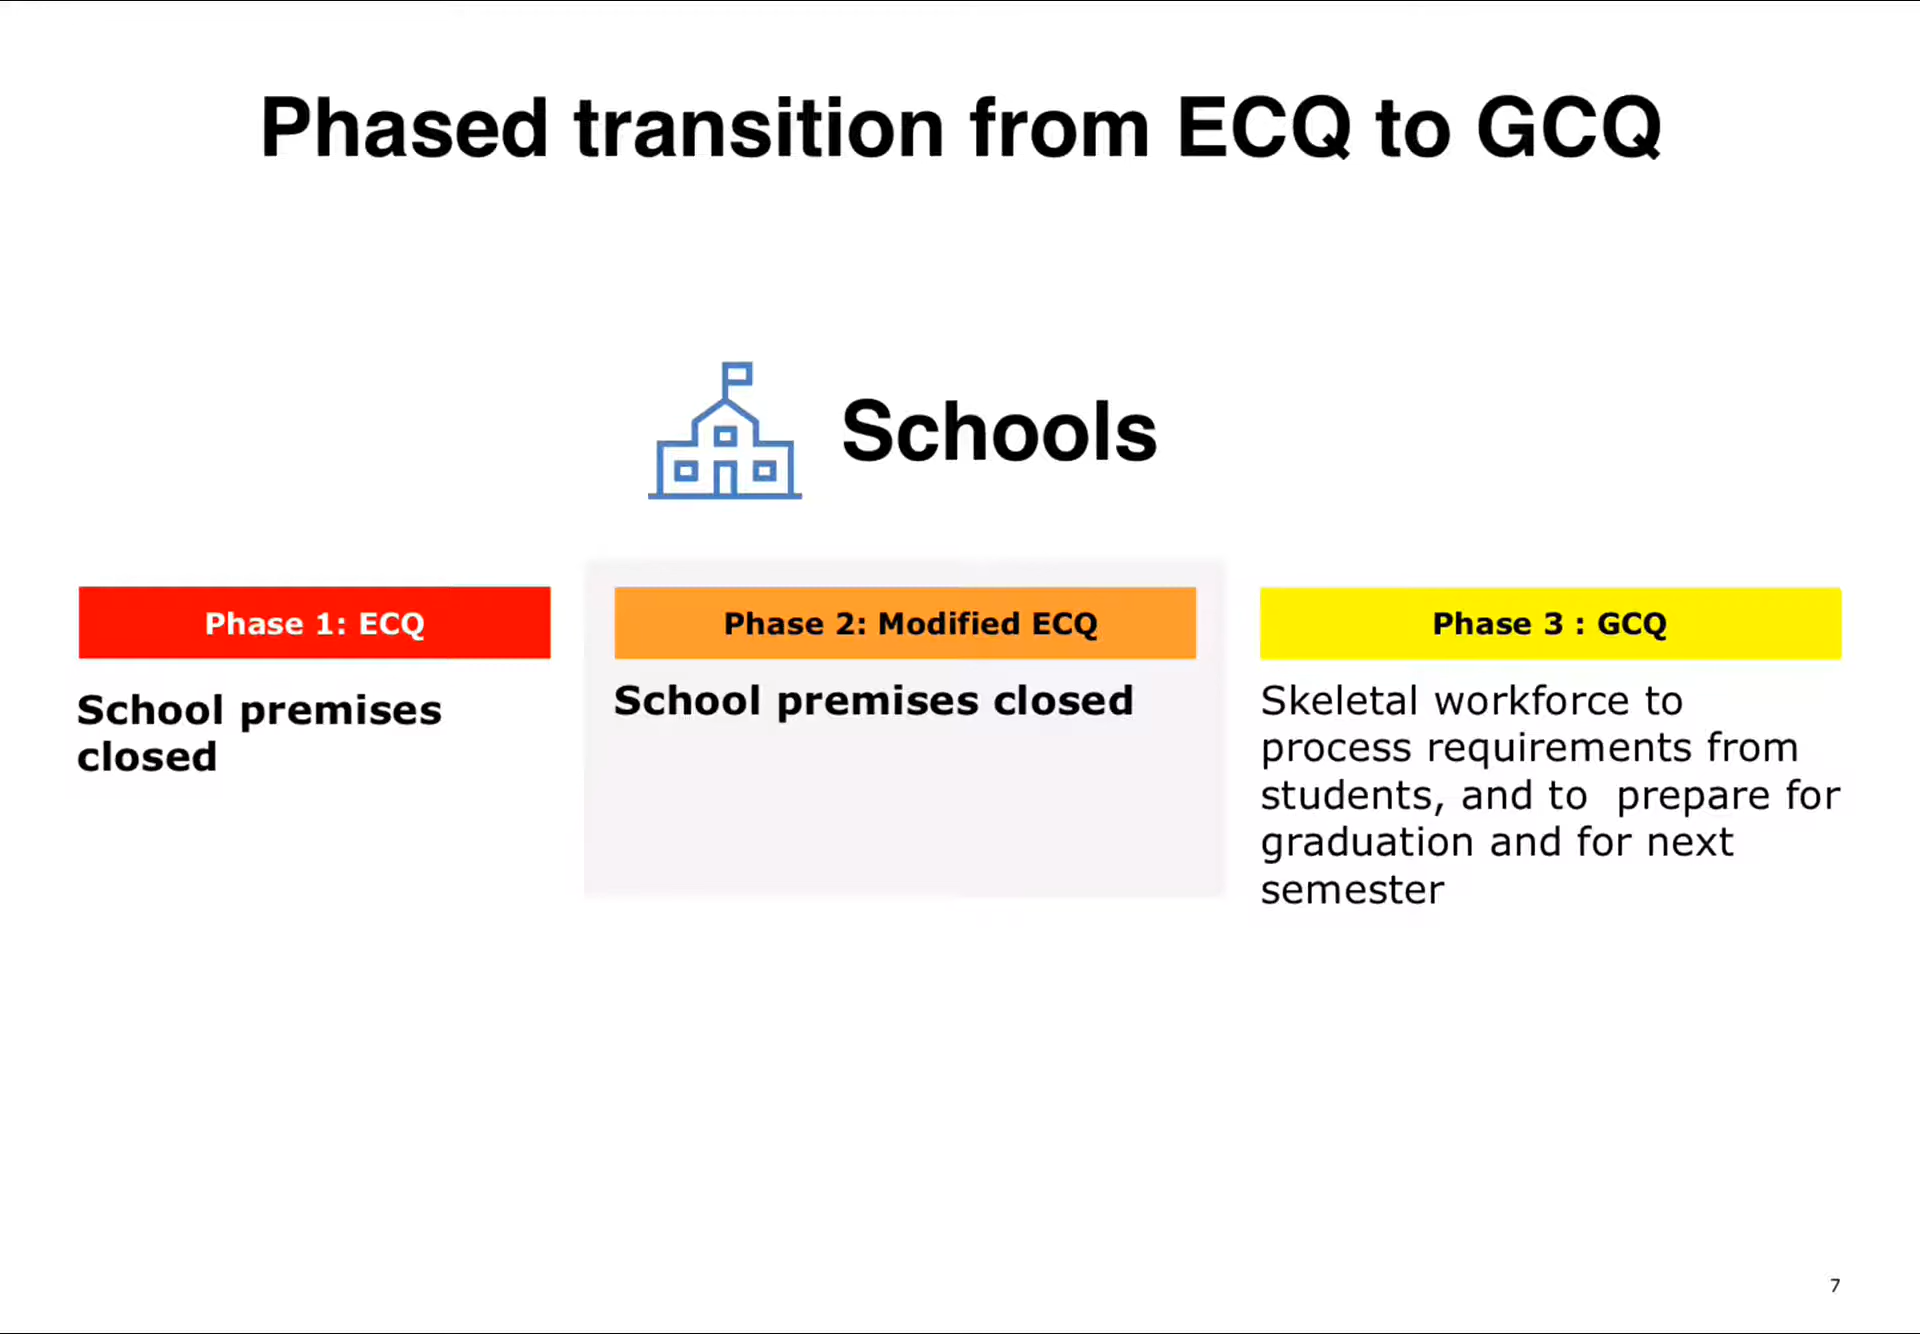 Phased transition from ECQ to GCQ
Schools
Phase 1: ECQ
School premises
closed
Phase 2: Modified ECQ
School premises closed
Phase 3 : GCQ
Skeletal workforce to
process requirements from
students, and to  prepare for
graduation and for next
semester
7